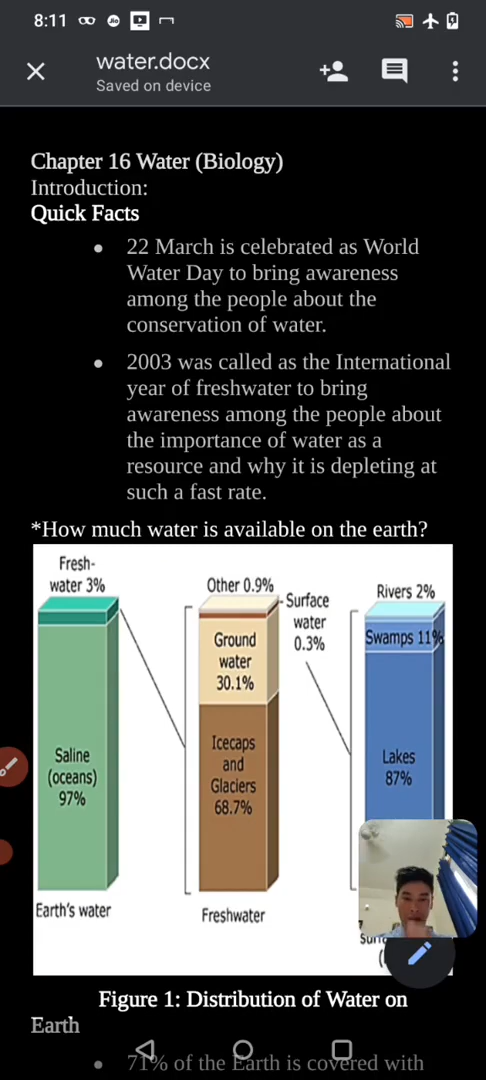 8:11
Jio
water.docx
Saved on device
Chapter 16 Water (Biology)
Introduction:
Quick Facts
● 22 March is celebrated as World
Water Day to bring awareness
among the people about the
conservation of water.
● 2003 was called as the International
year of freshwater to bring
awareness among the people about
the importance of water as a
resource and why it is depleting at
such a fast rate.
*How much water is available on the earth?
Fresh-
water 3%
Saline
(oceans)
97%
Earth's water
Other 0.9%
Surface
water
0.3%
Ground
water
30.1%
Icecaps
and
Glaciers
68.7%
Freshwater
Rivers 2%
Swamps 11%
Lakes
87%
Figure 1: Distribution of Water on
Earth
● 71% of the Earth is covered with